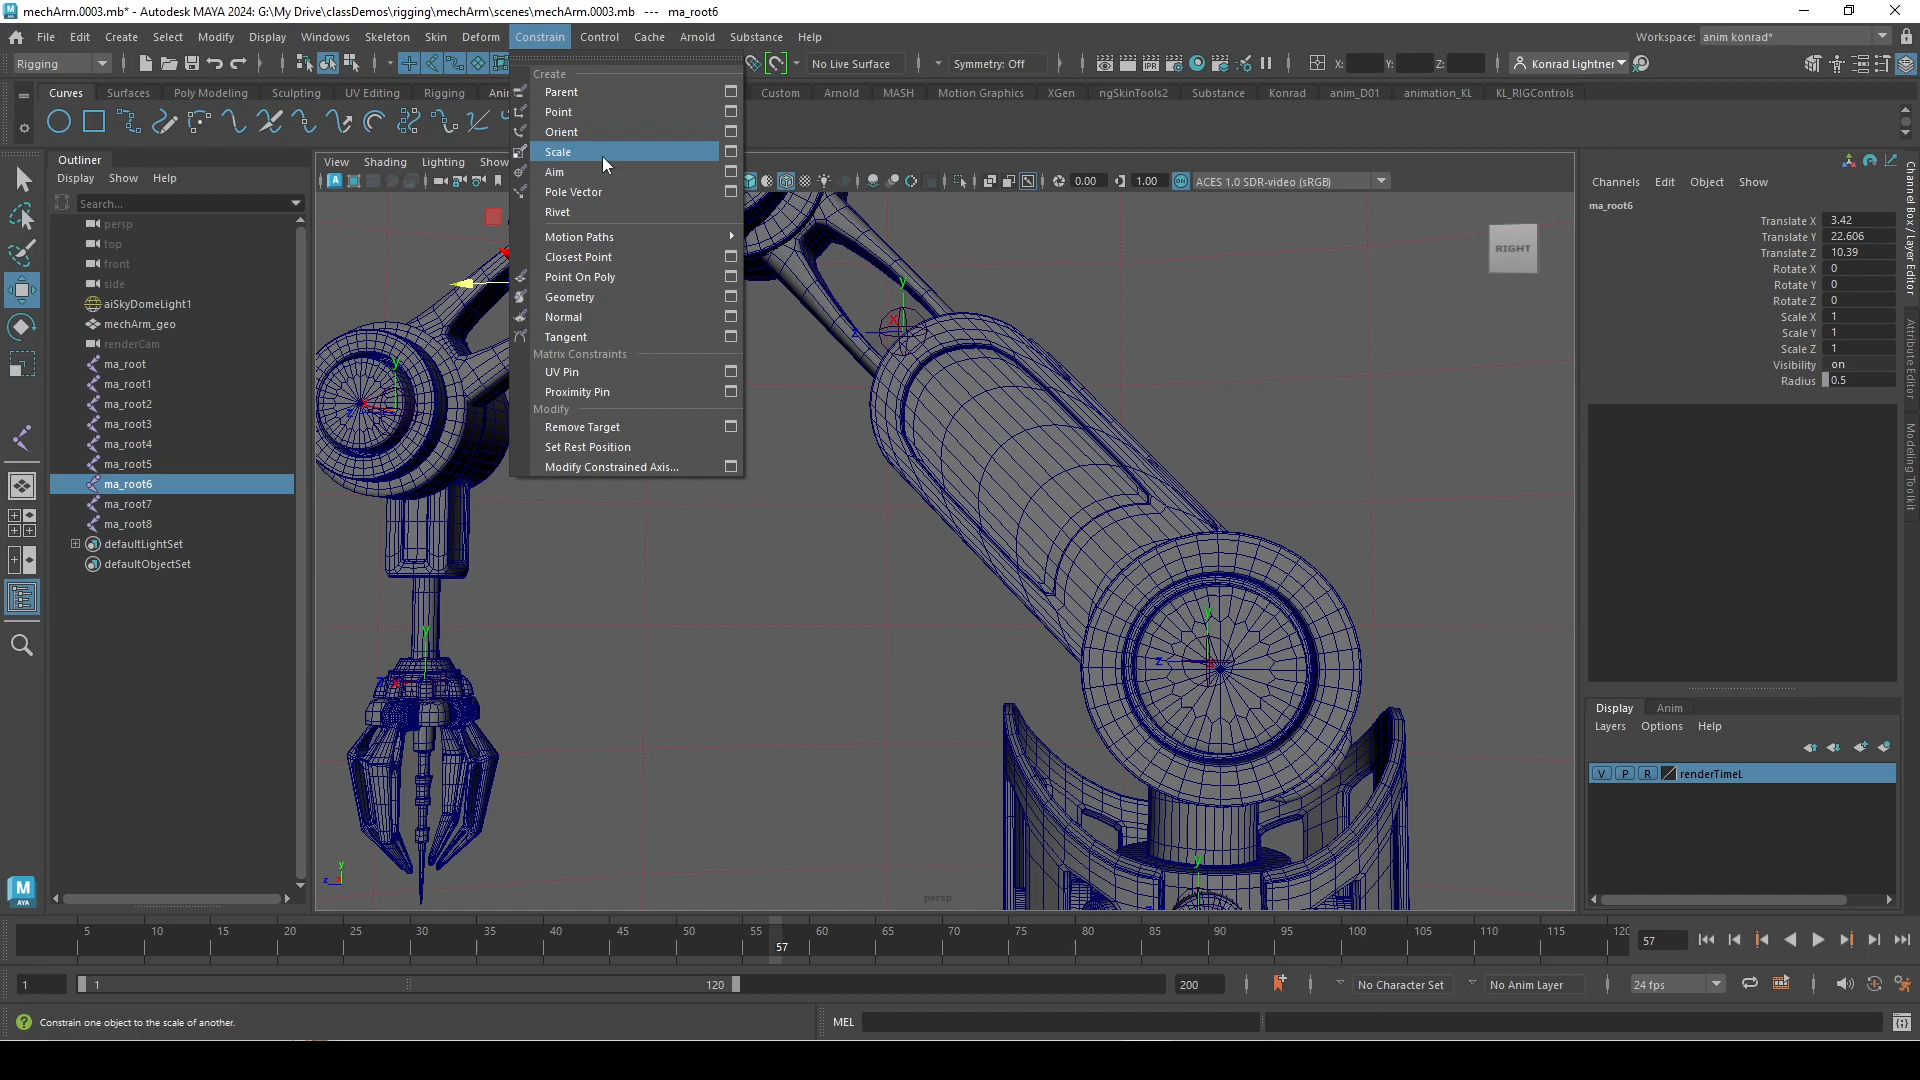 mechArm.0003.mb* - Autodesk MAYA 2024: G:\My Drive\classDemos\rigging\mechArm\scenes\mechArm.0003.mb --- ma_root6
File Edit Create Select Modify Display Windows Skeleton Skin Deform Constrain Control Cache Arnold Substance Help
Workspace: anim konrad*
Rigging
No Live Surface
Symmetry: Off
X: Y: Z:
Konrad Lightner
Curves Surfaces Poly Modeling Sculpting UV Editing Rigging
Custom Arnold MASH Motion Graphics XGen ngSkinTools2 Substance Konrad anim_D01 animation_KL KL_RIGControls
Create
Parent
Point
Orient
Scale
Aim
Pole Vector
Rivet
Motion Paths
Closest Point
Point On Poly
Geometry
Normal
Tangent
Matrix Constraints
UV Pin
Proximity Pin
Modify
Remove Target
Set Rest Position
Modify Constrained Axis...
Outliner
Display Show Help
Search...
persp
top
front
side
aiSkyDomeLight1
mechArm_geo
renderCam
ma_root
ma_root1
ma_root2
ma_root3
ma_root4
ma_root5
ma_root6
ma_root7
ma_root8
defaultLightSet
defaultObjectSet
View Shading Lighting
0.00
1.00
ACES 1.0 SDR-video (sRGB)
RIGHT
persp
Channels Edit Object Show
ma_root6
Translate X 3.42
Translate Y 22.606
Translate Z 10.39
Rotate X 0
Rotate Y 0
Rotate Z 0
Scale X 1
Scale Y 1
Scale Z 1
Visibility on
Radius 0.5
Channel Box / Layer Editor
Attribute Editor
Modeling Toolkit
Display Anim
Layers Options Help
V P R renderTimeL
5 10 15 20 25 30 35 40 45 50 55 57 60 65 70 75 80 85 90 95 100 105 110 115 120
57
1
1
120
200
No Character Set
No Anim Layer
24 fps
Constrain one object to the scale of another.
MEL